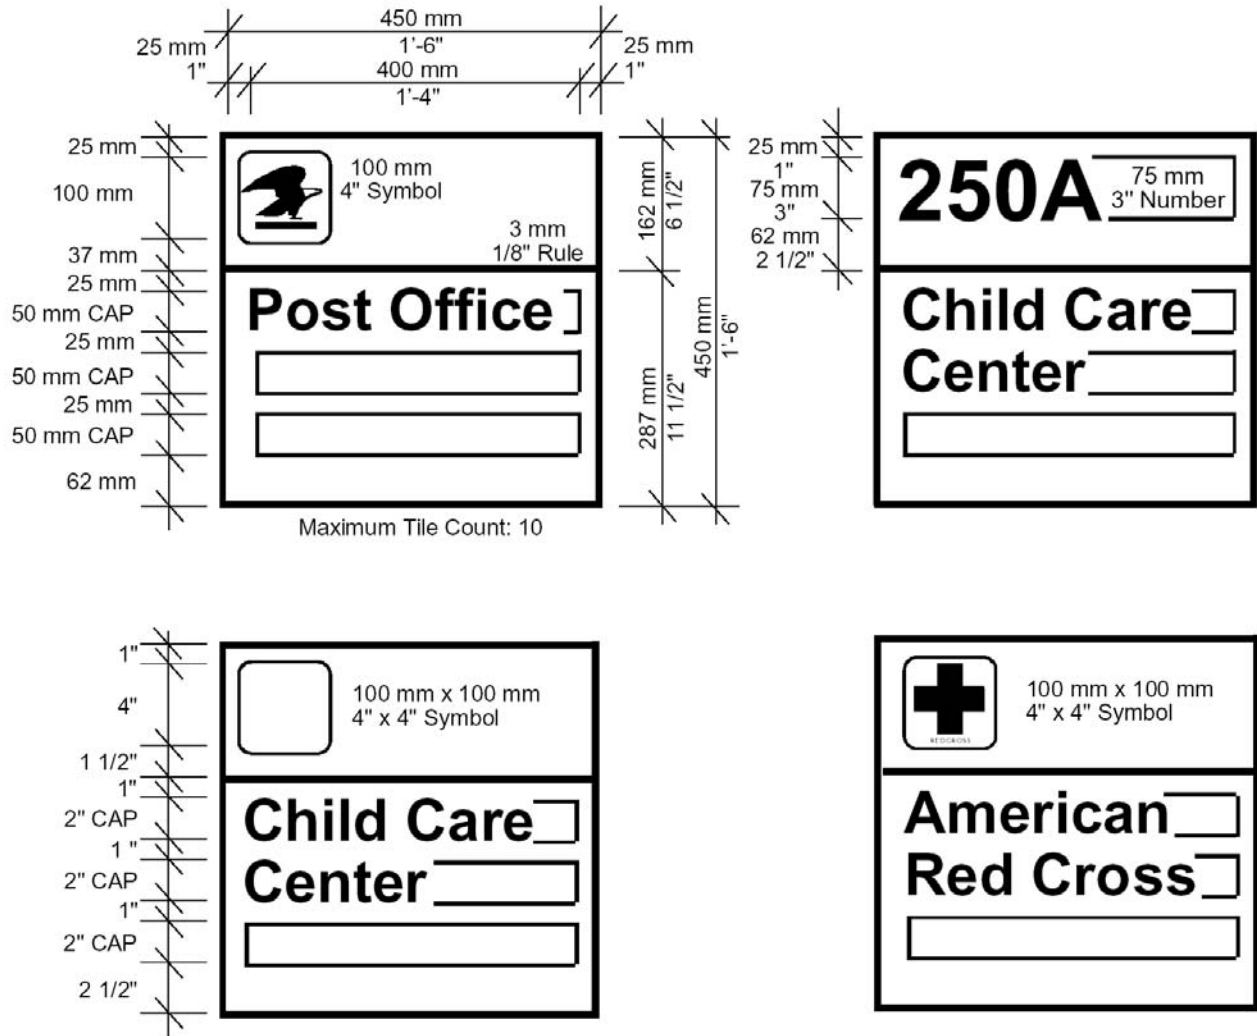 450 mm
1'-6"
25 mm
1"
25 mm
1"
400 mm
1'-4"
25 mm
100 mm
37 mm
25 mm
50 mm CAP
25 mm
50 mm CAP
25 mm
50 mm CAP
62 mm
100 mm
4" Symbol
3 mm
1/8" Rule
Post Office
Maximum Tile Count: 10
162 mm
6 1/2"
287 mm
11 1/2"
450 mm
1'-6"
25 mm
1"
75 mm
3"
62 mm
2 1/2"
250A
75 mm
3" Number
Child Care
Center
1"
4"
1 1/2"
1"
2" CAP
1 "
2" CAP
1"
2" CAP
2 1/2"
100 mm x 100 mm
4" x 4" Symbol
Child Care
Center
REDCROSS
100 mm x 100 mm
4" x 4" Symbol
American
Red Cross